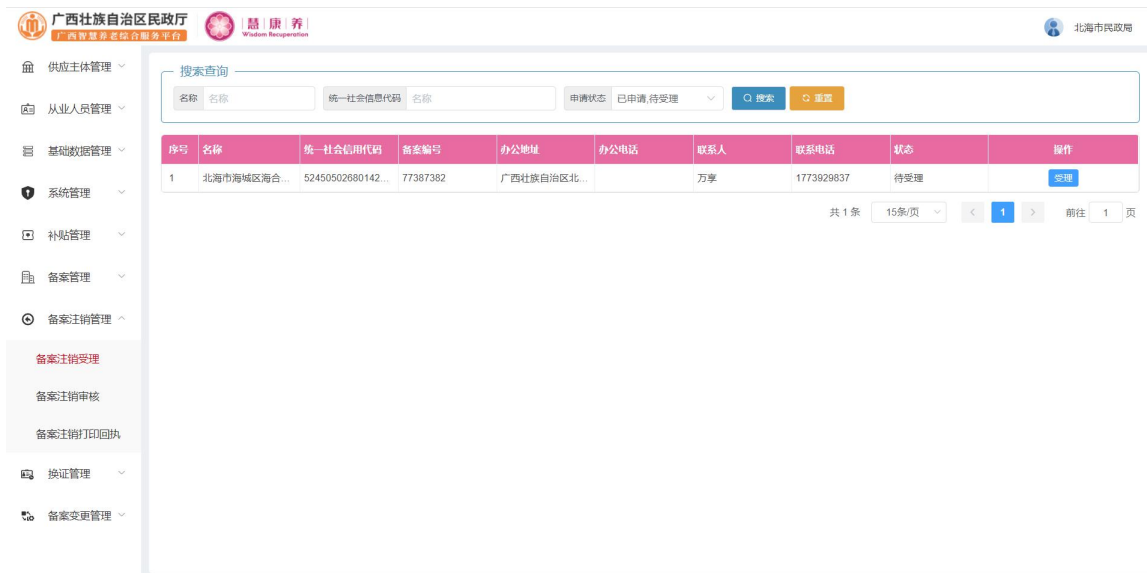 广西壮族自治区民政厅
广西智慧养老综合服务平台
慧康养
Wisdom Recuperation
北海市民政局
供应主体管理
从业人员管理
基础数据管理
系统管理
补贴管理
备案管理
备案注销管理
备案注销受理
备案注销审核
备案注销打印回执
换证管理
备案变更管理
搜索查询
名称 名称 统一社会信息代码 名称 申请状态 已申请,待受理 搜索 重置
序号 名称 统一社会信用代码 备案编号 办公地址 办公电话 联系人 联系电话 状态 操作
1 北海市海城区海合... 52450502680142... 77387382 广西壮族自治区北... 万享 1773929837 待受理 受理
共 1 条 15条/页 < 1 > 前往 1 页